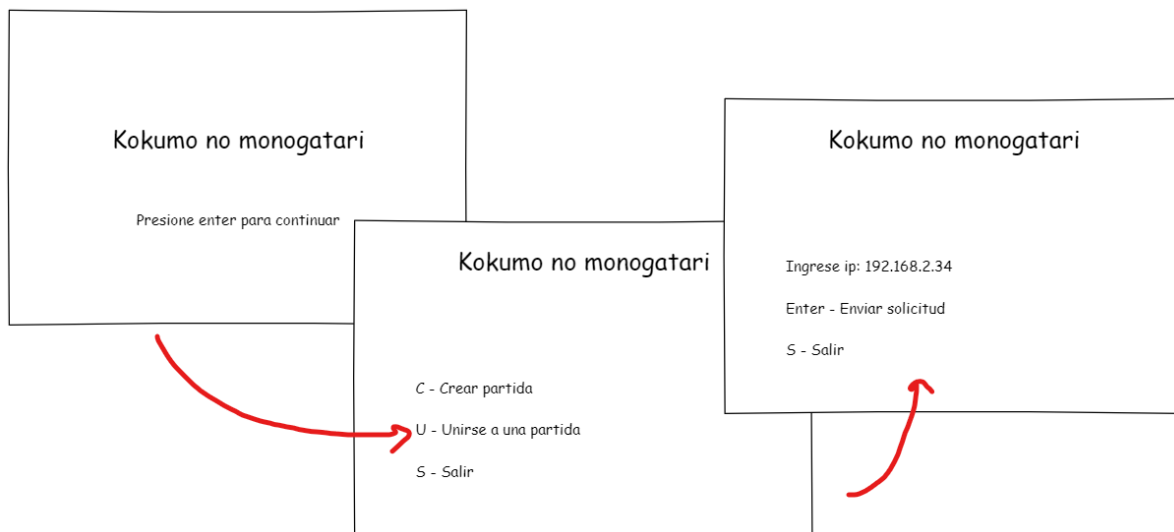 Kokumo no monogatari
Presione enter para continuar
Kokumo no monogatari
C - Crear partida
U - Unirse a una partida
S - Salir
Kokumo no monogatari
Ingrese ip: 192.168.2.34
Enter - Enviar solicitud
S - Salir